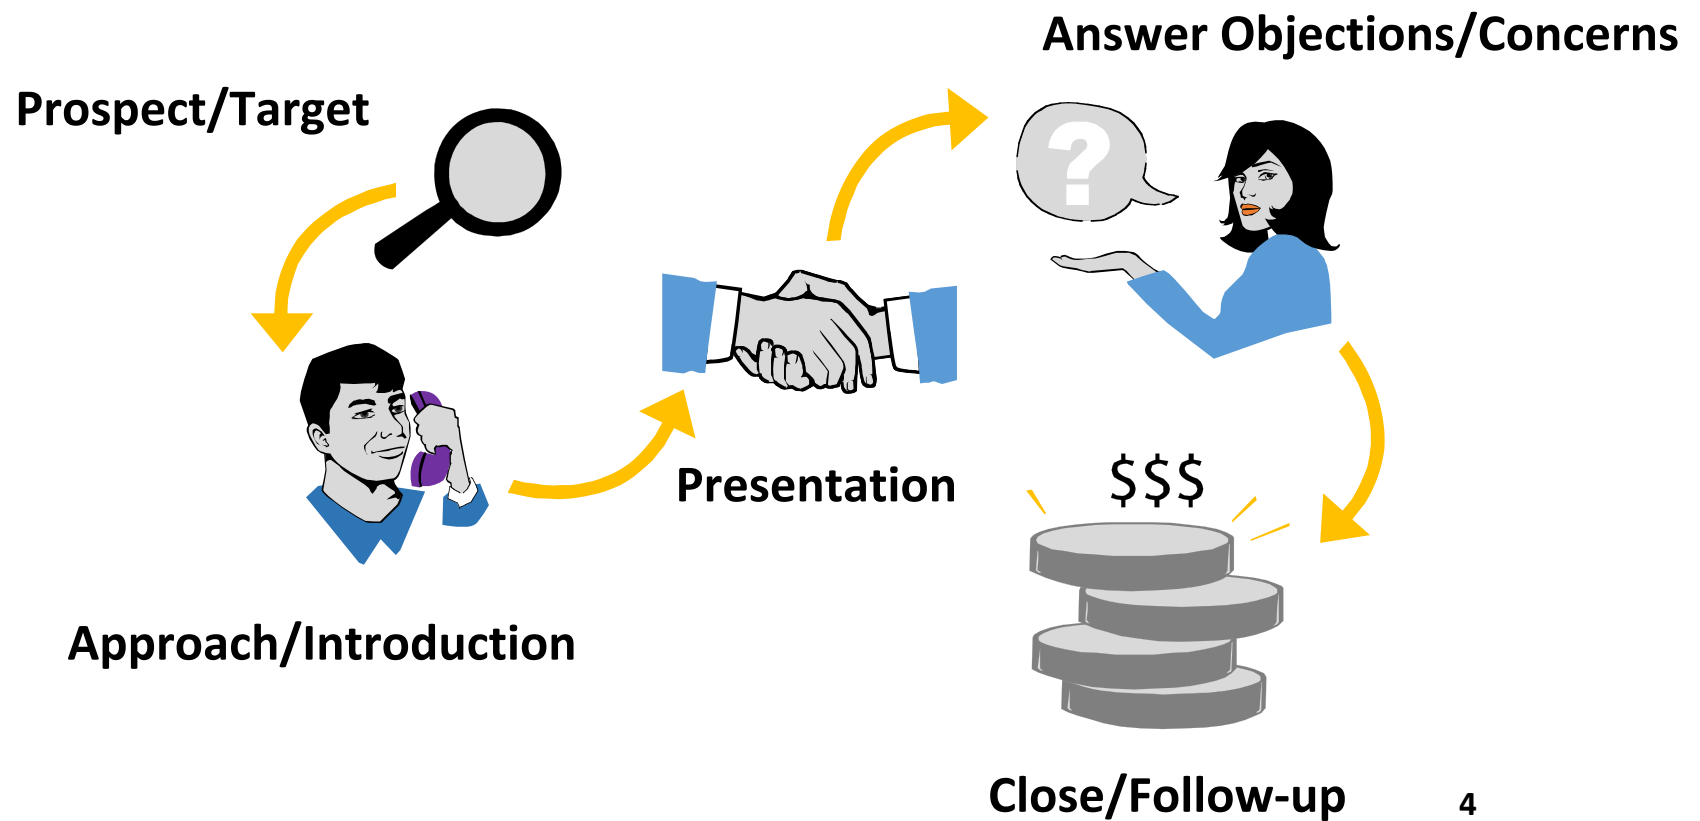 Prospect/Target
Approach/Introduction
Presentation
Answer Objections/Concerns
?
$$$
Close/Follow-up
4